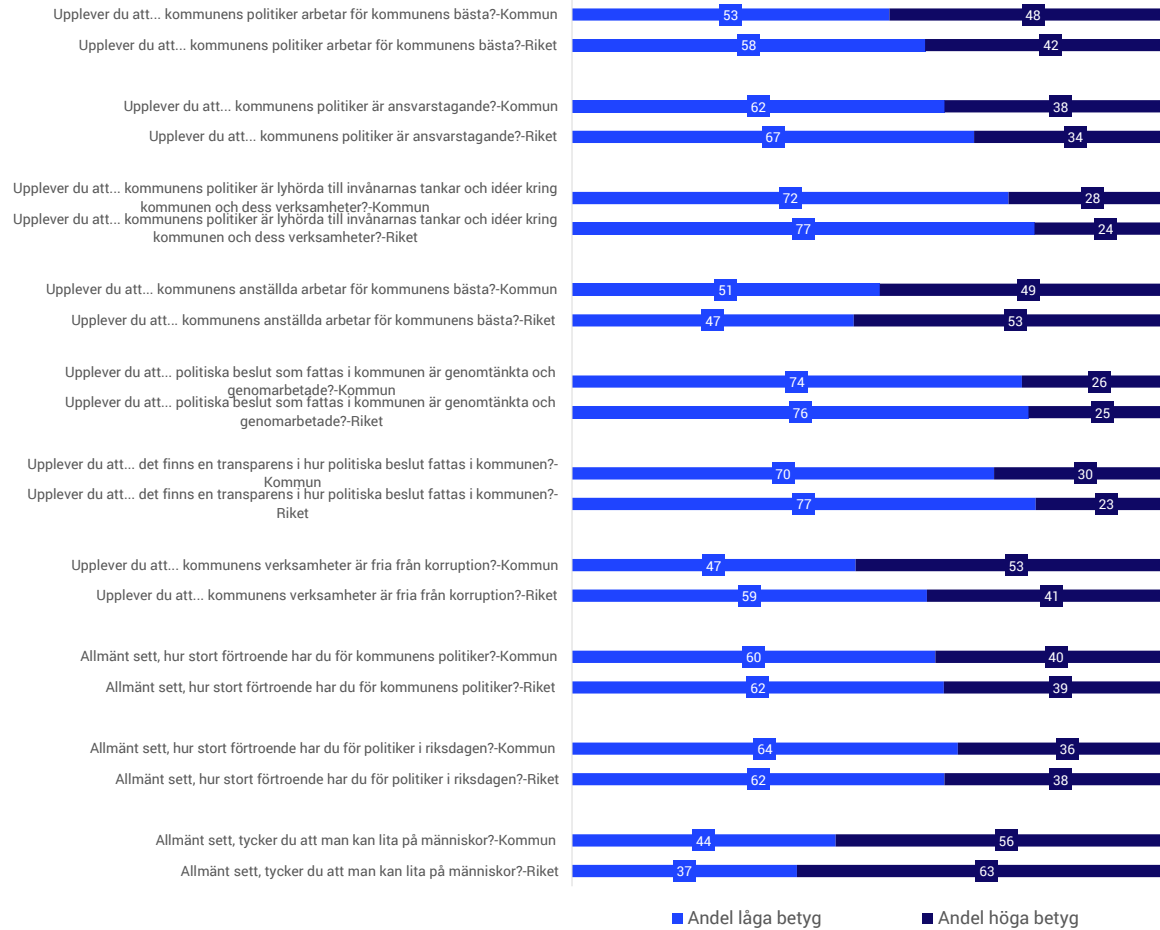 Upplever du att... kommunens politiker arbetar för kommunens bästa?-Kommun 53 48
Upplever du att... kommunens politiker arbetar för kommunens bästa?-Riket 58 42
Upplever du att... kommunens politiker är ansvarstagande?-Kommun 62 38
Upplever du att... kommunens politiker är ansvarstagande?-Riket 67 34
Upplever du att... kommunens politiker är lyhörda till invånarnas tankar och idéer kring
kommunen och dess verksamheter?-Kommun 72 28
Upplever du att... kommunens politiker är lyhörda till invånarnas tankar och idéer kring
kommunen och dess verksamheter?-Riket 77 24
Upplever du att... kommunens anställda arbetar för kommunens bästa?-Kommun 51 49
Upplever du att... kommunens anställda arbetar för kommunens bästa?-Riket 47 53
Upplever du att... politiska beslut som fattas i kommunen är genomtänkta och
genomarbetade?-Kommun 74 26
Upplever du att... politiska beslut som fattas i kommunen är genomtänkta och
genomarbetade?-Riket 76 25
Upplever du att... det finns en transparens i hur politiska beslut fattas i kommunen?-
Kommun 70 30
Upplever du att... det finns en transparens i hur politiska beslut fattas i kommunen?-
Riket 77 23
Upplever du att... kommunens verksamheter är fria från korruption?-Kommun 47 53
Upplever du att... kommunens verksamheter är fria från korruption?-Riket 59 41
Allmänt sett, hur stort förtroende har du för kommunens politiker?-Kommun 60 40
Allmänt sett, hur stort förtroende har du för kommunens politiker?-Riket 62 39
Allmänt sett, hur stort förtroende har du för politiker i riksdagen?-Kommun 64 36
Allmänt sett, hur stort förtroende har du för politiker i riksdagen?-Riket 62 38
Allmänt sett, tycker du att man kan lita på människor?-Kommun 44 56
Allmänt sett, tycker du att man kan lita på människor?-Riket 37 63
Andel låga betyg Andel höga betyg